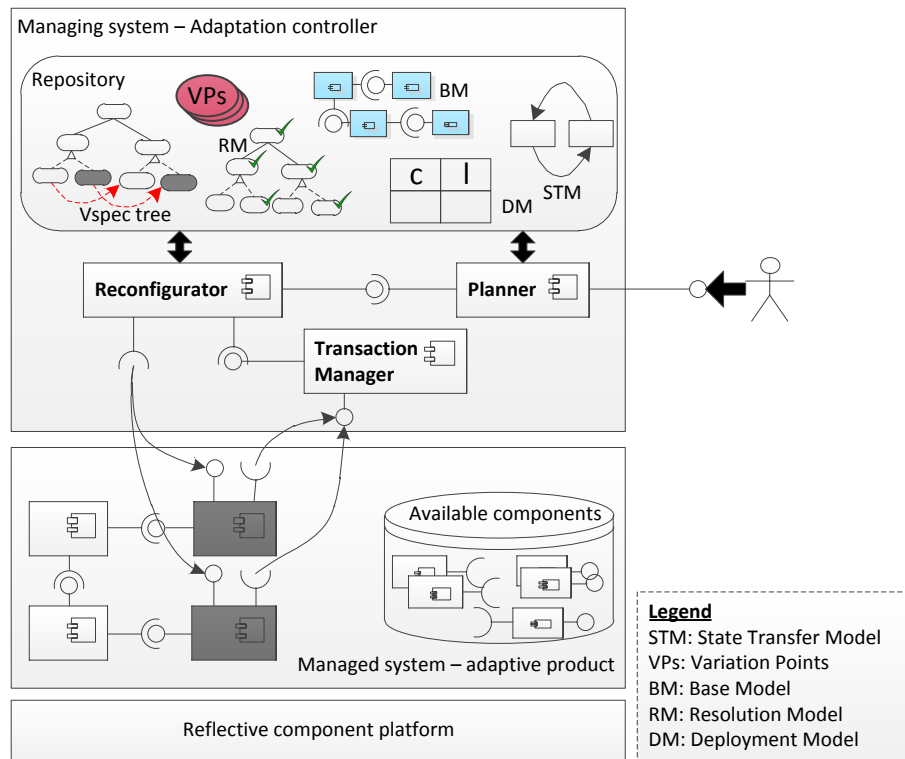 Managing system – Adaptation controller
Repository
VPs
BM
RM
c l
DM
STM
Vspec tree
Reconfigurator
Planner
Transaction
Manager
Available components
Managed system – adaptive product
Reflective component platform
Legend
STM: State Transfer Model
VPs: Variation Points
BM: Base Model
RM: Resolution Model
DM: Deployment Model